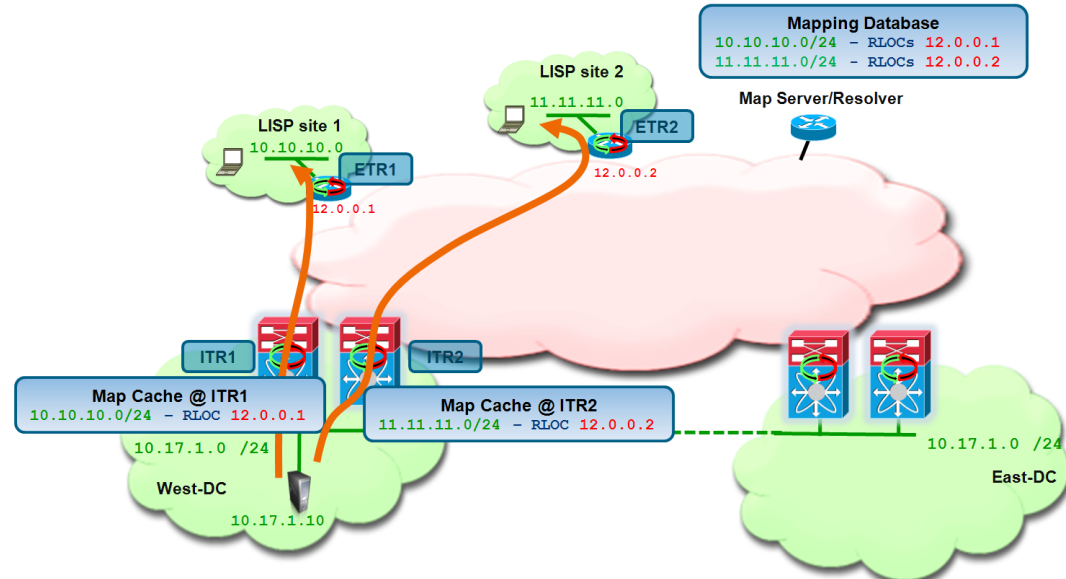 Mapping Database
10.10.10.0/24 – RLOCs 12.0.0.1
11.11.11.0/24 – RLOCs 12.0.0.2
Map Server/Resolver
LISP site 2
11.11.11.0
ETR2
12.0.0.2
LISP site 1
10.10.10.0
ETR1
12.0.0.1
ITR1
ITR2
Map Cache @ ITR1
10.10.10.0/24 – RLOC 12.0.0.1
Map Cache @ ITR2
11.11.11.0/24 – RLOC 12.0.0.2
10.17.1.0 /24
West-DC
10.17.1.10
10.17.1.0 /24
East-DC